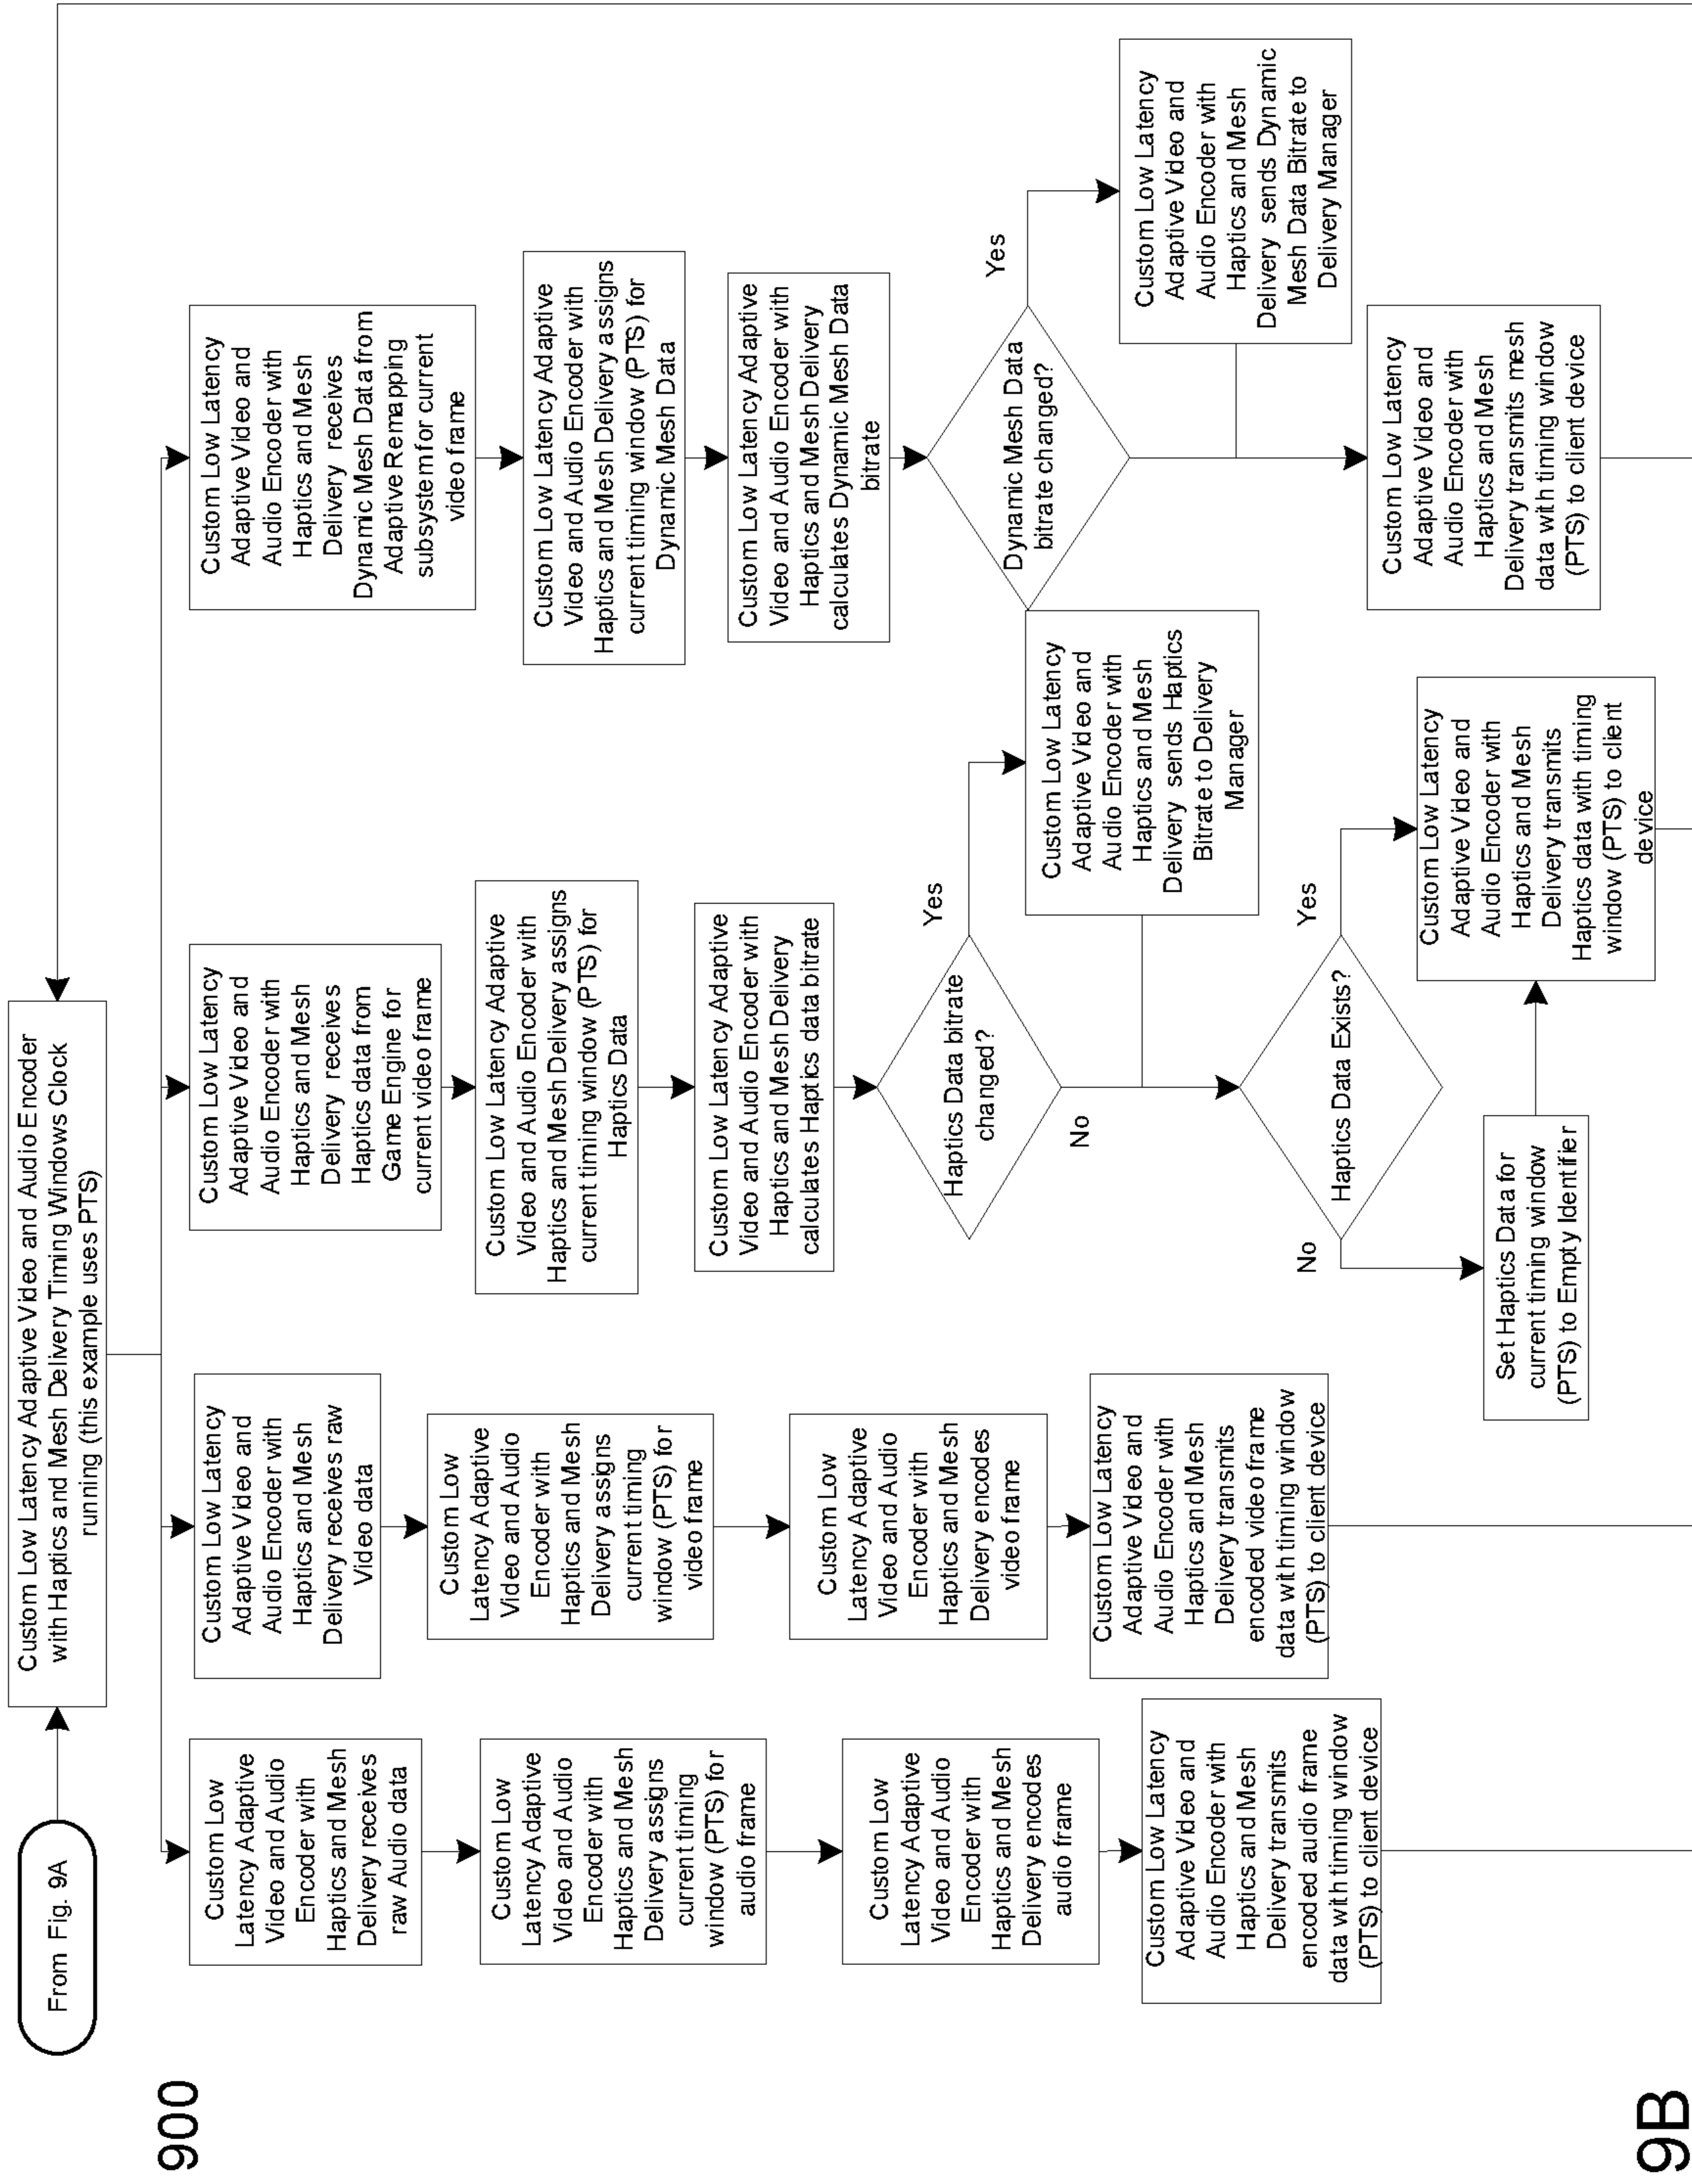 900
From Fig. 9A
Custom Low Latency Adaptive Video and Audio Encoder
with Haptics and Mesh Delivery Timing Windows Clock
running (this example uses PTS)
Custom Low
Latency Adaptive
Video and Audio
Encoder with
Haptics and Mesh
Delivery receives
raw Audio data
Custom Low
Latency Adaptive
Video and Audio
Encoder with
Haptics and Mesh
Delivery assigns
current timing
window (PTS) for
audio frame
Custom Low
Latency Adaptive
Video and Audio
Encoder with
Haptics and Mesh
Delivery encodes
audio frame
Custom Low Latency
Adaptive Video and
Audio Encoder with
Haptics and Mesh
Delivery transmits
encoded audio frame
data with timing window
(PTS) to client device
Custom Low Latency
Adaptive Video and
Audio Encoder with
Haptics and Mesh
Delivery receives raw
Video data
Custom Low
Latency Adaptive
Video and Audio
Encoder with
Haptics and Mesh
Delivery assigns
current timing
window (PTS) for
video frame
Custom Low
Latency Adaptive
Video and Audio
Encoder with
Haptics and Mesh
Delivery encodes
video frame
Custom Low Latency
Adaptive Video and
Audio Encoder with
Haptics and Mesh
Delivery transmits
encoded video frame
data with timing window
(PTS) to client device
Custom Low Latency
Adaptive Video and
Audio Encoder with
Haptics and Mesh
Delivery receives
Haptics data from
Game Engine for
current video frame
Custom Low Latency Adaptive
Video and Audio Encoder with
Haptics and Mesh Delivery assigns
current timing window (PTS) for
Haptics Data
Custom Low Latency Adaptive
Video and Audio Encoder with
Haptics and Mesh Delivery
calculates Haptics data bitrate
Haptics Data bitrate
changed?
Yes
No
Custom Low Latency
Adaptive Video and
Audio Encoder with
Haptics and Mesh
Delivery sends Haptics
Bitrate to Delivery
Manager
Haptics Data Exists?
No
Yes
Set Haptics Data for
current timing window
(PTS) to Empty Identifier
Custom Low Latency
Adaptive Video and
Audio Encoder with
Haptics and Mesh
Delivery transmits
Haptics data with timing
window (PTS) to client
device
Custom Low Latency
Adaptive Video and
Audio Encoder with
Haptics and Mesh
Delivery receives
Dynamic Mesh Data from
Adaptive Remapping
subsystem for current
video frame
Custom Low Latency Adaptive
Video and Audio Encoder with
Haptics and Mesh Delivery assigns
current timing window (PTS) for
Dynamic Mesh Data
Custom Low Latency Adaptive
Video and Audio Encoder with
Haptics and Mesh Delivery
calculates Dynamic Mesh Data
bitrate
Dynamic Mesh Data
bitrate changed?
Yes
Custom Low Latency
Adaptive Video and
Audio Encoder with
Haptics and Mesh
Delivery sends Dynamic
Mesh Data Bitrate to
Delivery Manager
Custom Low Latency
Adaptive Video and
Audio Encoder with
Haptics and Mesh
Delivery transmits mesh
data with timing window
(PTS) to client device
9B